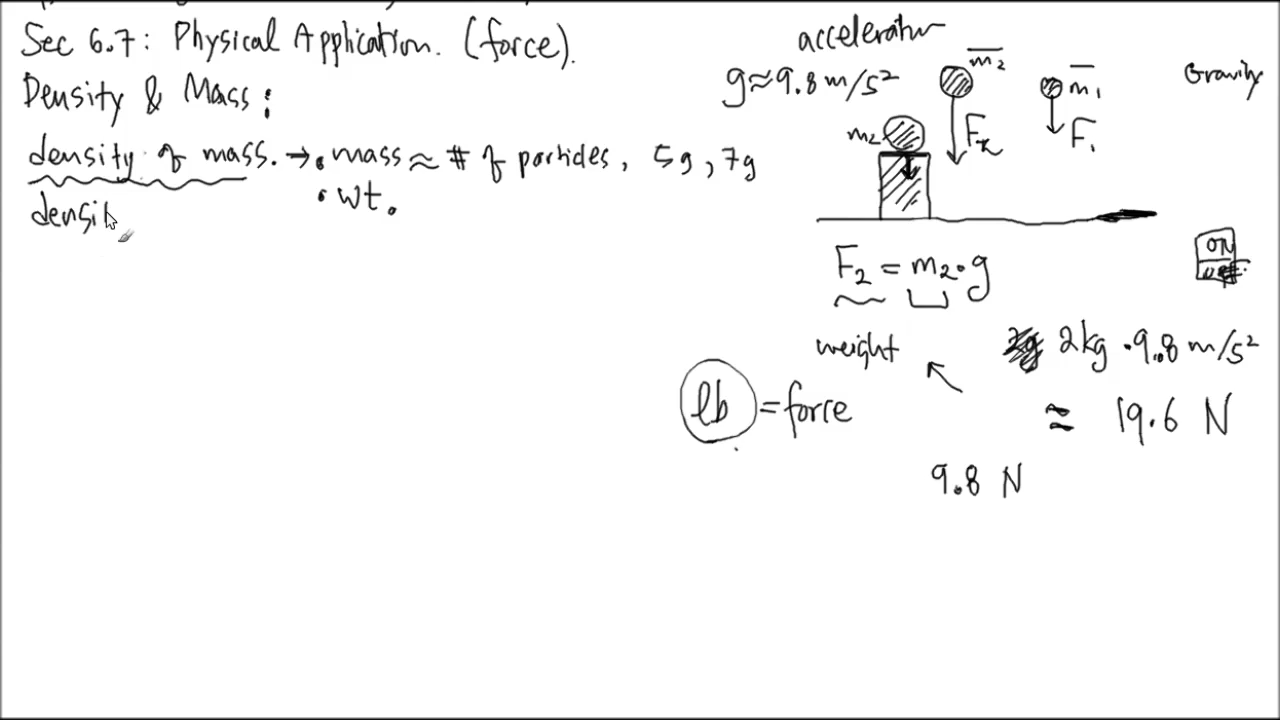 Sec 6.7: Physical Application. (force).
Density & Mass:
density of mass. → • mass ≈ # of particles, 5g, 7g
• wt.
densit
acceleration
g ≈ 9.8 m/s²
m₂
m₁
Gravity
m₂
F₂
F₁
ON
F₂ = m₂·g
weight
2kg · 9.8 m/s²
lb = force
≈ 19.6 N
9.8 N